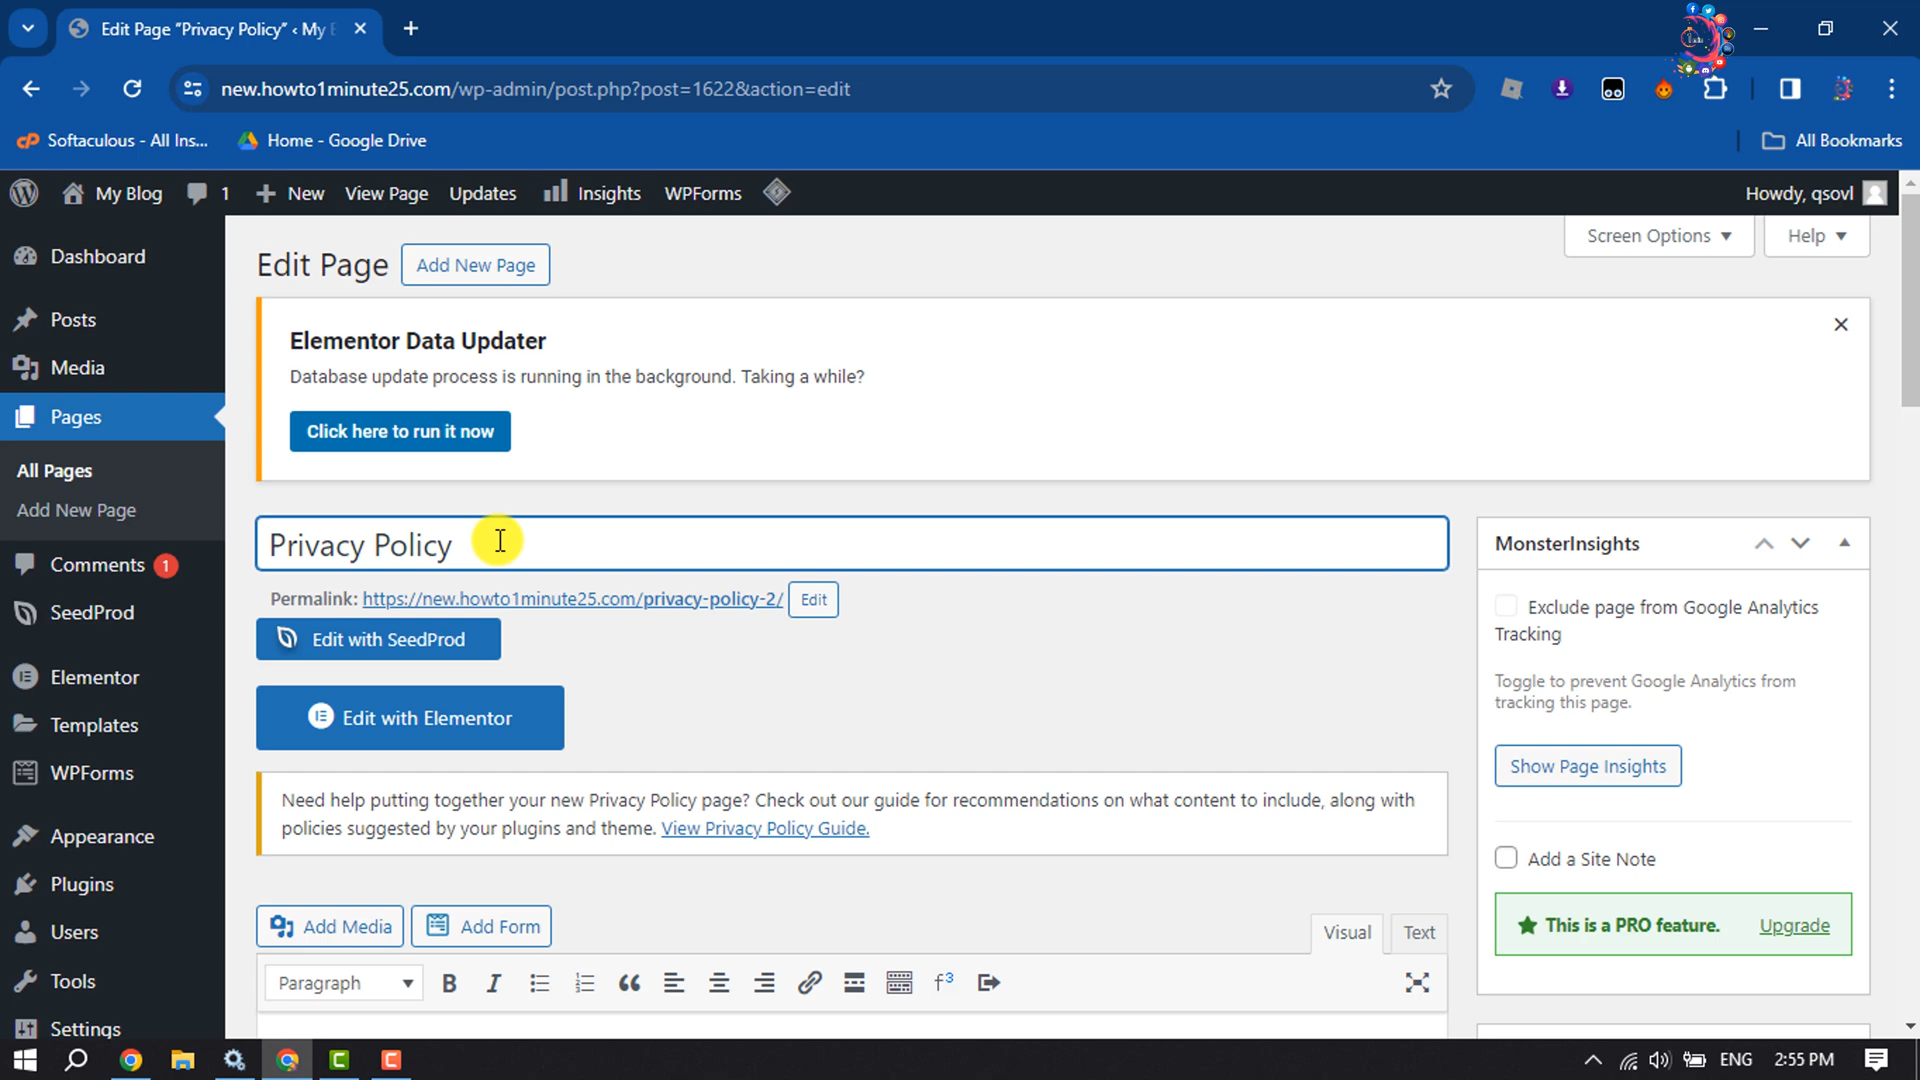 Edit Page “Privacy Policy” ‹ My B
new.howto1minute25.com/wp-admin/post.php?post=1622&action=edit
Softaculous - All Ins...
Home - Google Drive
All Bookmarks
My Blog
1
New
View Page
Updates
Insights
WPForms
Howdy, qsovl
Dashboard
Posts
Media
Pages
All Pages
Add New Page
Comments 1
SeedProd
Elementor
Templates
WPForms
Appearance
Plugins
Users
Tools
Settings
Screen Options
Help
Edit Page
Add New Page
Elementor Data Updater
Database update process is running in the background. Taking a while?
Click here to run it now
Privacy Policy
Permalink: https://new.howto1minute25.com/privacy-policy-2/ Edit
Edit with SeedProd
Edit with Elementor
Need help putting together your new Privacy Policy page? Check out our guide for recommendations on what content to include, along with
policies suggested by your plugins and theme. View Privacy Policy Guide.
Add Media
Add Form
Visual
Text
Paragraph
B
I
MonsterInsights
Exclude page from Google Analytics
Tracking
Toggle to prevent Google Analytics from
tracking this page.
Show Page Insights
Add a Site Note
This is a PRO feature.
Upgrade
ENG
2:55 PM